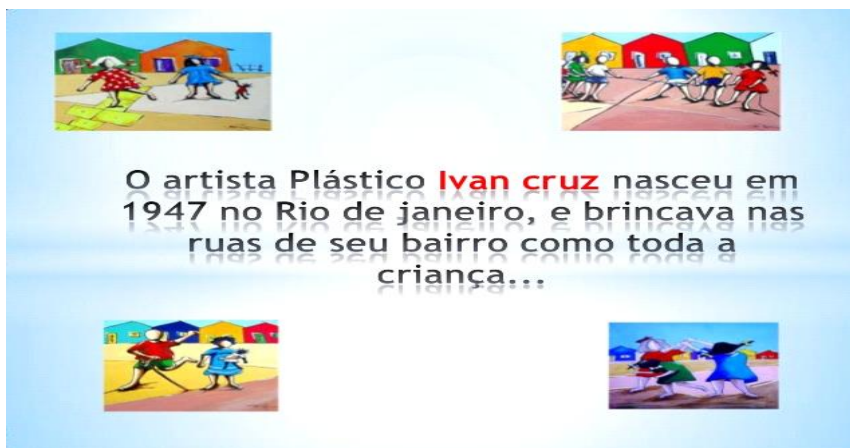 O artista Plástico Ivan cruz nasceu em
1947 no Rio de janeiro, e brincava nas
ruas de seu bairro como toda a
criança...